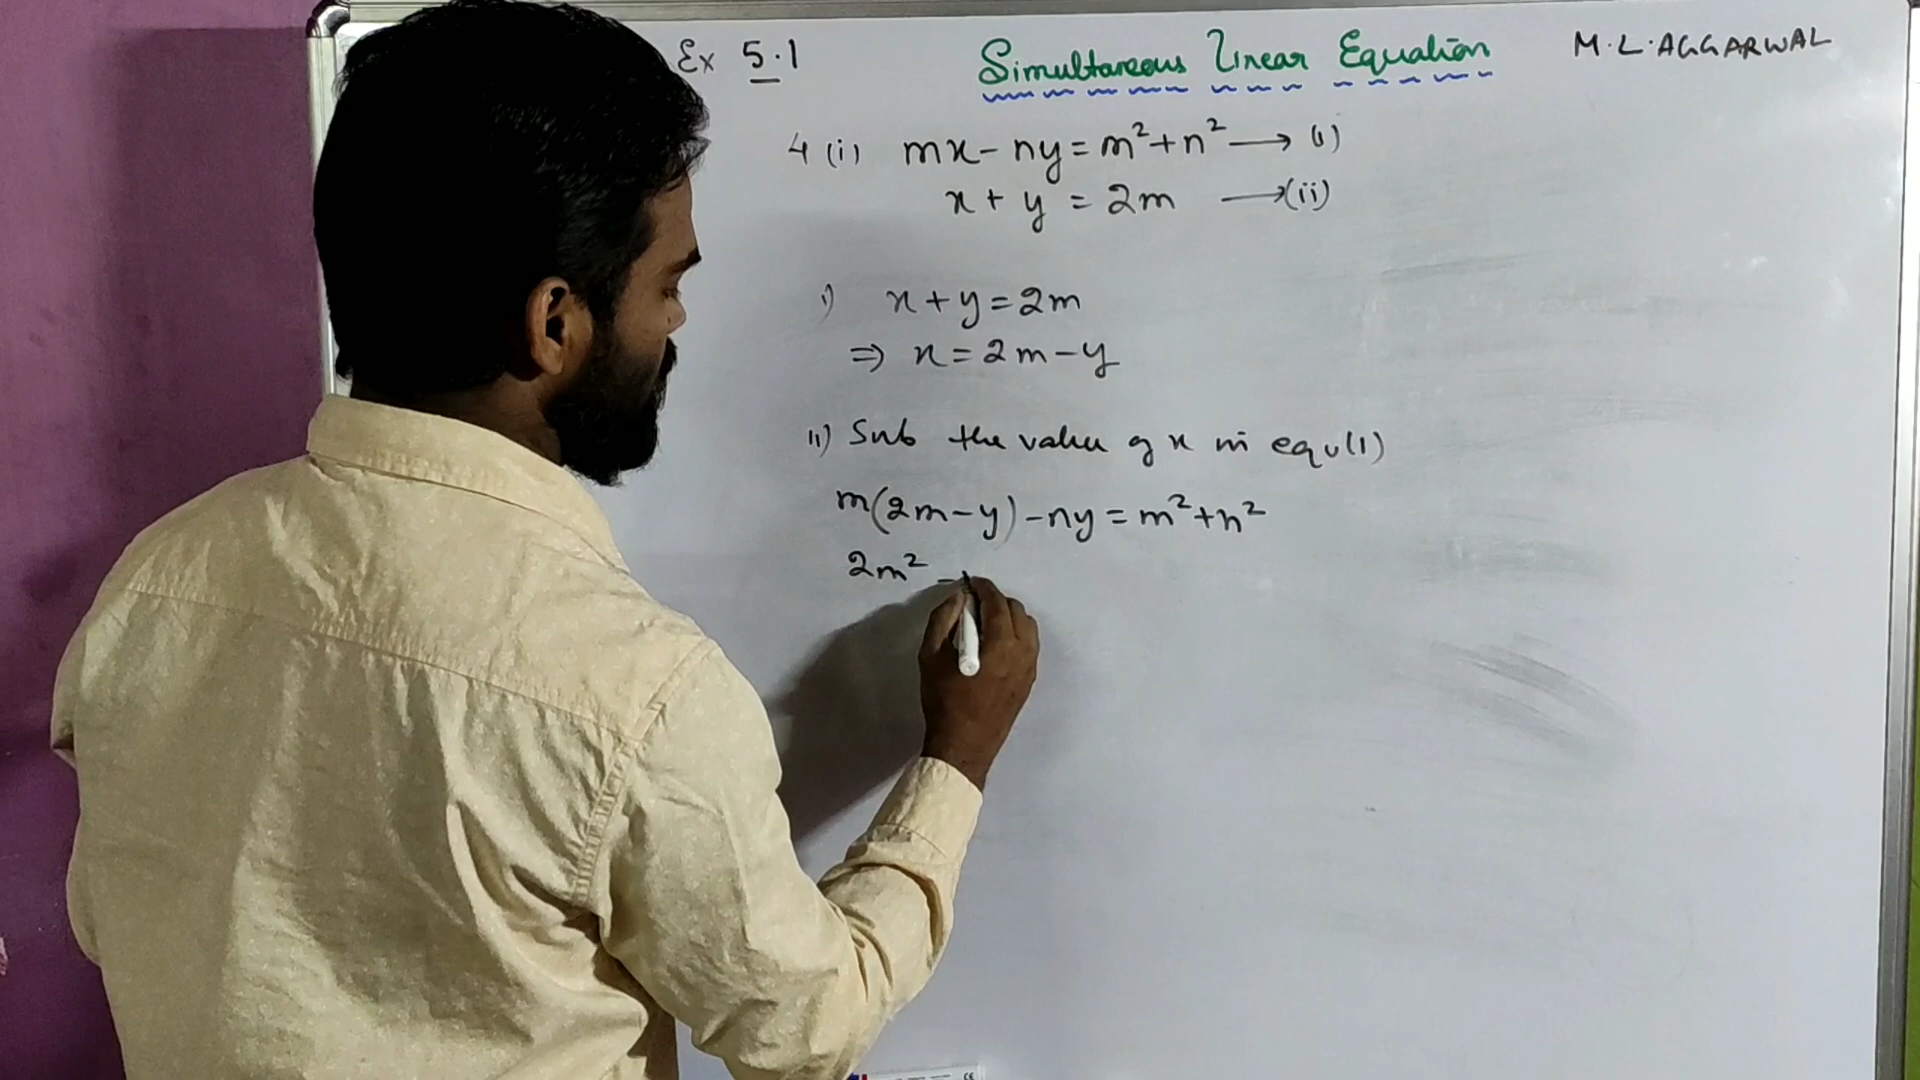 Ex 5.1 Simultaneous Linear Equation M.L.AGGARWAL
4 (i) mx - ny = m² + n² → (i)
x + y = 2m → (ii)
i) x + y = 2m
⇒ x = 2m - y
ii) Sub the value of x in equ(1)
m(2m - y) - ny = m² + n²
2m² -
CE